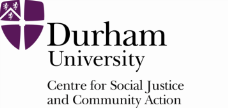 Durham
University
Centre for Social Justice
and Community Action